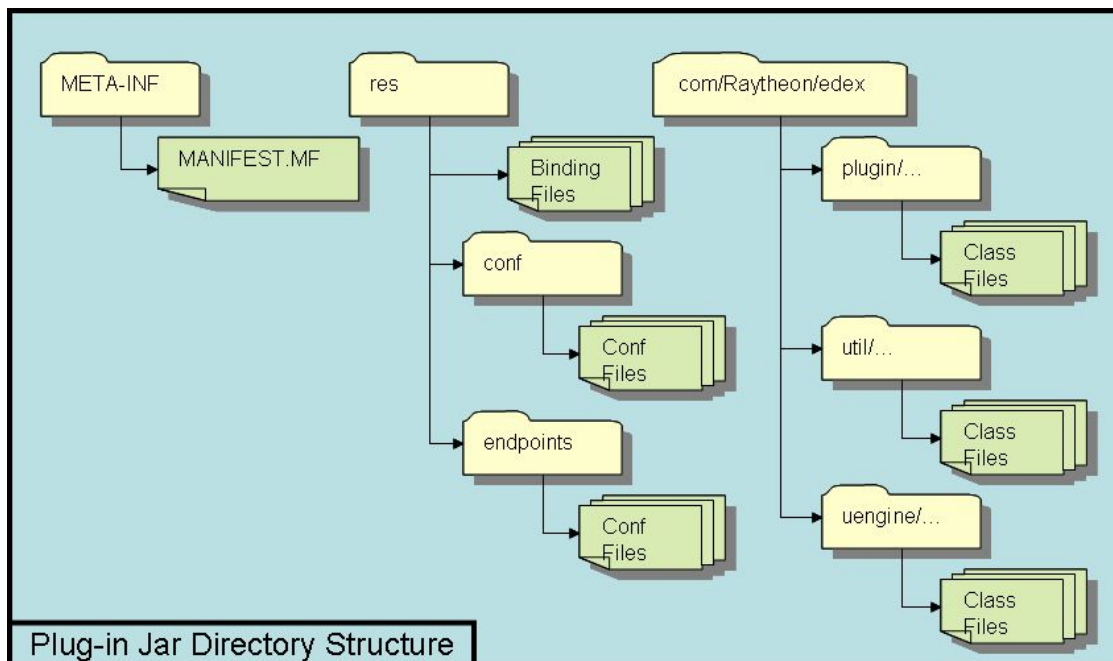 META-INF
MANIFEST.MF
res
Binding
Files
conf
Conf
Files
endpoints
Conf
Files
com/Raytheon/edex
plugin/...
Class
Files
util/...
Class
Files
uengine/...
Class
Files
Plug-in Jar Directory Structure